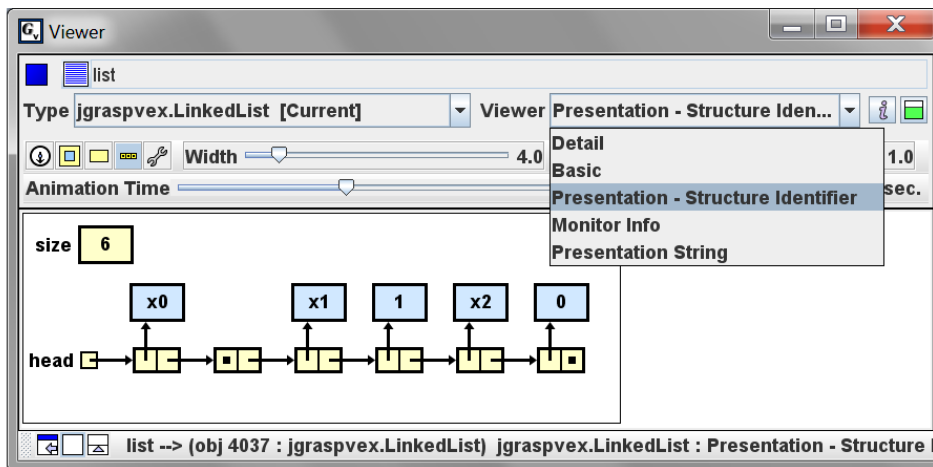 Gv Viewer
list
Type jgraspvex.LinkedList [Current] Viewer Presentation - Structure Iden... i
Width 4.0 1.0
Animation Time sec.
Detail
Basic
Presentation - Structure Identifier
Monitor Info
Presentation String
size 6
x0 x1 1 x2 0
head
list --> (obj 4037 : jgraspvex.LinkedList) jgraspvex.LinkedList : Presentation - Structure